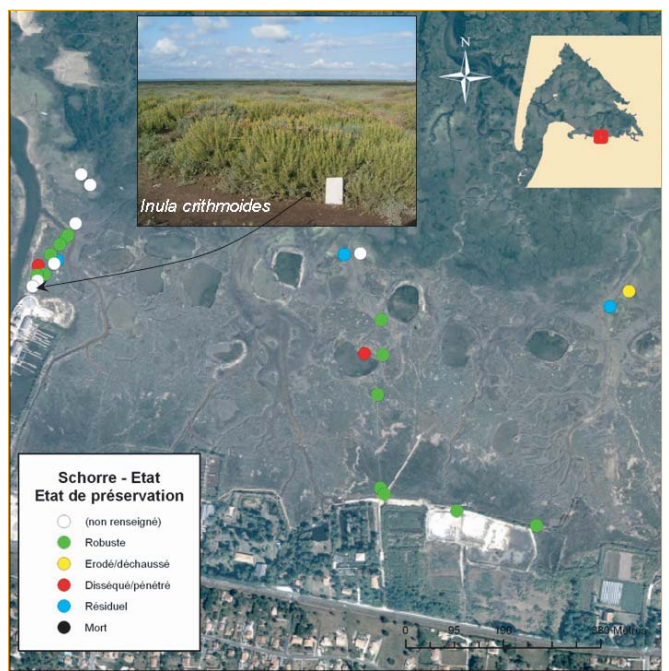 N
Inula crithmoides
Schorre - Etat
Etat de préservation
(non renseigné)
Robuste
Erodé/déchaussé
Disséqué/pénétré
Résiduel
Mort
0 95 190 380 Mètres